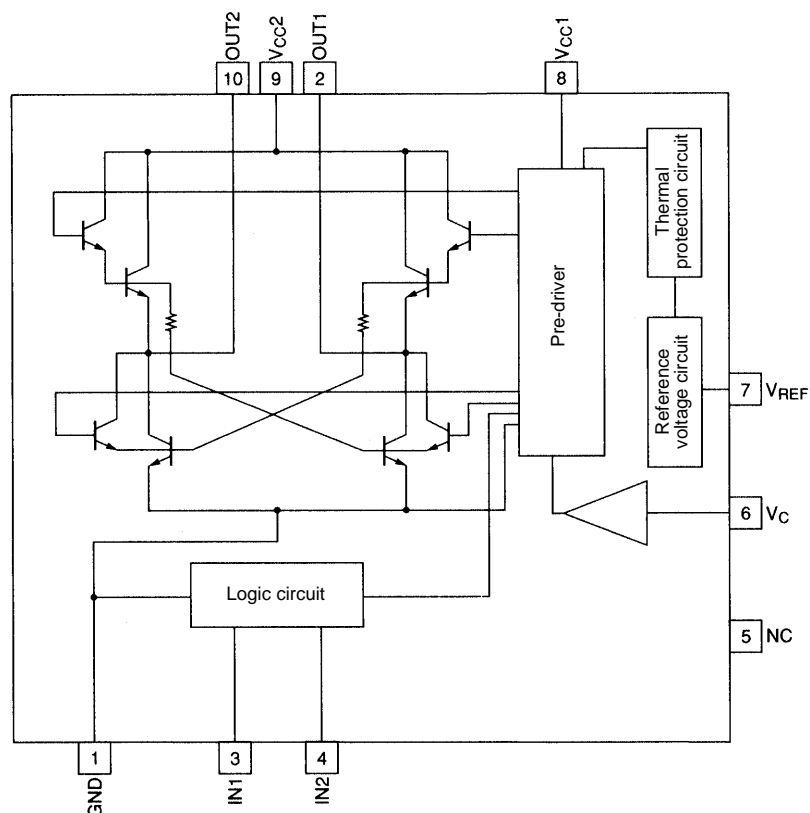 OUT2
VCC2
OUT1
VCC1
10
9
2
8
Thermal
protection circuit
Pre-driver
Reference
voltage circuit
7 VREF
6 VC
Logic circuit
5 NC
1
3
4
GND
IN1
IN2